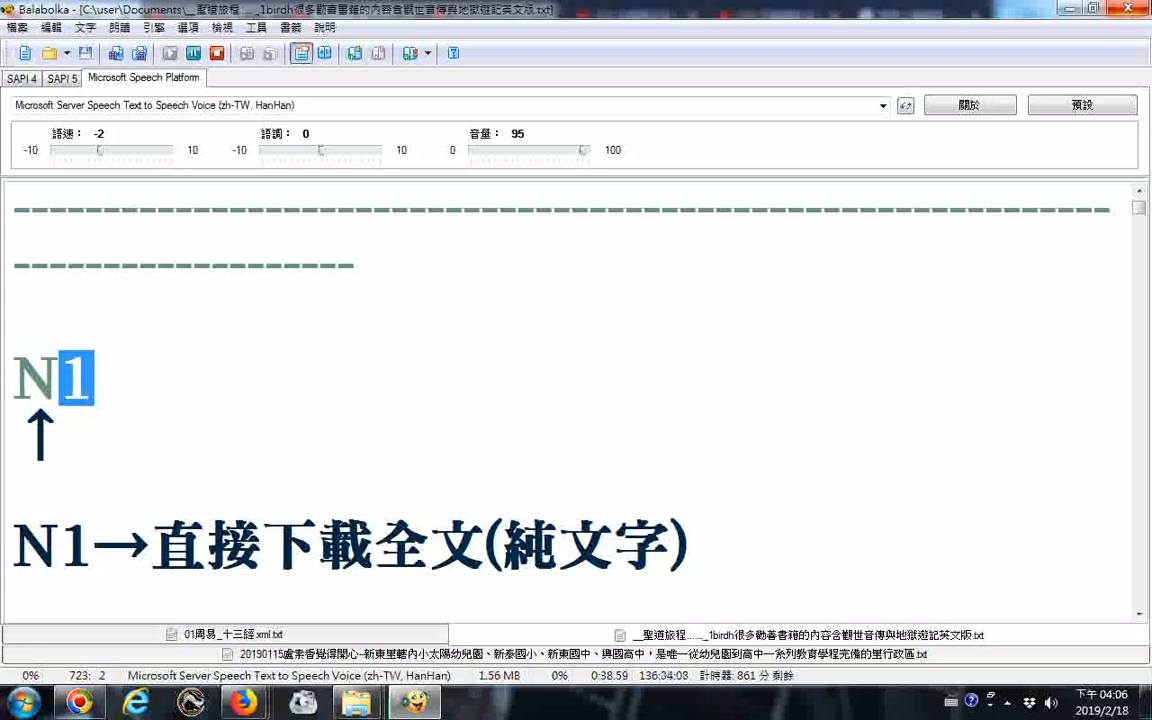 Balabolka - [C:\user\Documents\__聖道旅程......_1birdh很多勸善書籍的內容含觀世音傳與地獄遊記英文版.txt]
檔案 編輯 文字 朗讀 引擎 選項 檢視 工具 書籤 說明
SAPI 4 SAPI 5 Microsoft Speech Platform
Microsoft Server Speech Text to Speech Voice (zh-TW, HanHan) 關於 預設
語速： -2 語調： 0 音量： 95
-10 10 -10 10 0 100
-------------------------------------------------------------
-------------------
N1
↑
N1→直接下載全文(純文字)
01周易_十三經.xml.txt __聖道旅程......_1birdh很多勸善書籍的內容含觀世音傳與地獄遊記英文版.txt
20190115盧素香覺得開心--新東里轄內小太陽幼兒園、新泰國小、新東國中、興國高中，是唯一從幼兒園到高中一系列教育學程完備的里行政區.txt
0% 723: 2 Microsoft Server Speech Text to Speech Voice (zh-TW, HanHan) 1.56 MB 0% 0:38:59 136:34:08 計時器: 861 分 剩餘
下午 04:06
2019/2/18